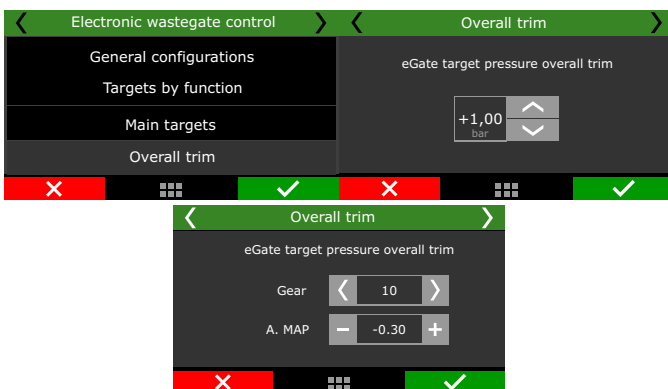 Electronic wastegate control
General configurations
Targets by function
Main targets
Overall trim
Overall trim
eGate target pressure overall trim
+1,00
bar
Overall trim
eGate target pressure overall trim
Gear
10
A. MAP
-0.30